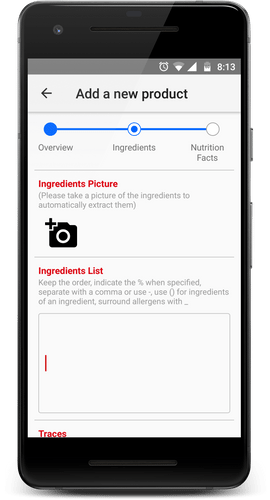 8:13
Add a new product
Overview
Ingredients
Nutrition
Facts
Ingredients Picture
(Please take a picture of the ingredients to
automatically extract them)
Ingredients List
Keep the order, indicate the % when specified,
separate with a comma or use -, use () for ingredients
of an ingredient, surround allergens with _
Traces